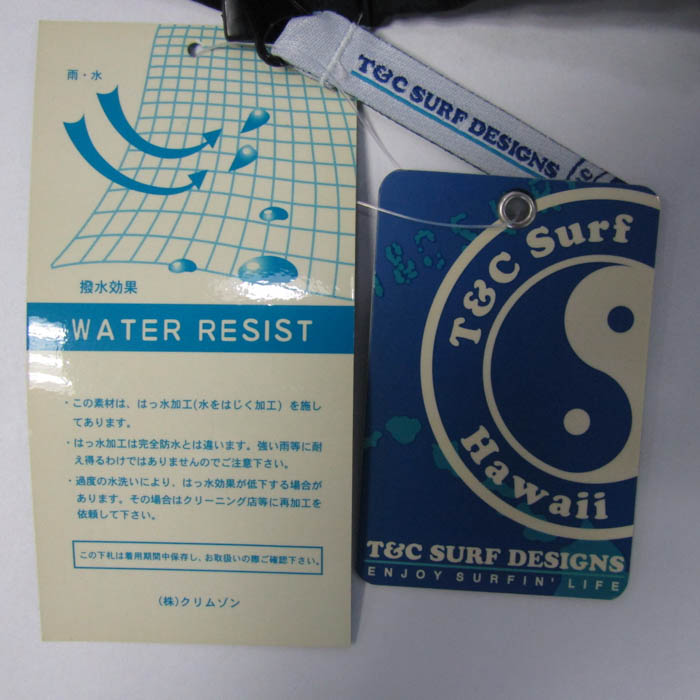 雨・水
撥水効果
WATER RESIST
・この素材は、はっ水加工(水をはじく加工) を施し
てあります。
・はっ水加工は完全防水とは違います。強い雨等に耐
え得るわけではありませんのでご注意下さい。
・過度の水洗いにより、はっ水効果が低下する場合が
あります。その場合はクリーニング店等に再加工を
依頼して下さい。
この下札は着用期間中保存し、お取扱いの際ご確認下さい。
(株)クリムゾン
T&C SURF DESIGNS
T&C Surf
Hawaii
T&C SURF DESIGNS
ENJOY SURFIN' LIFE